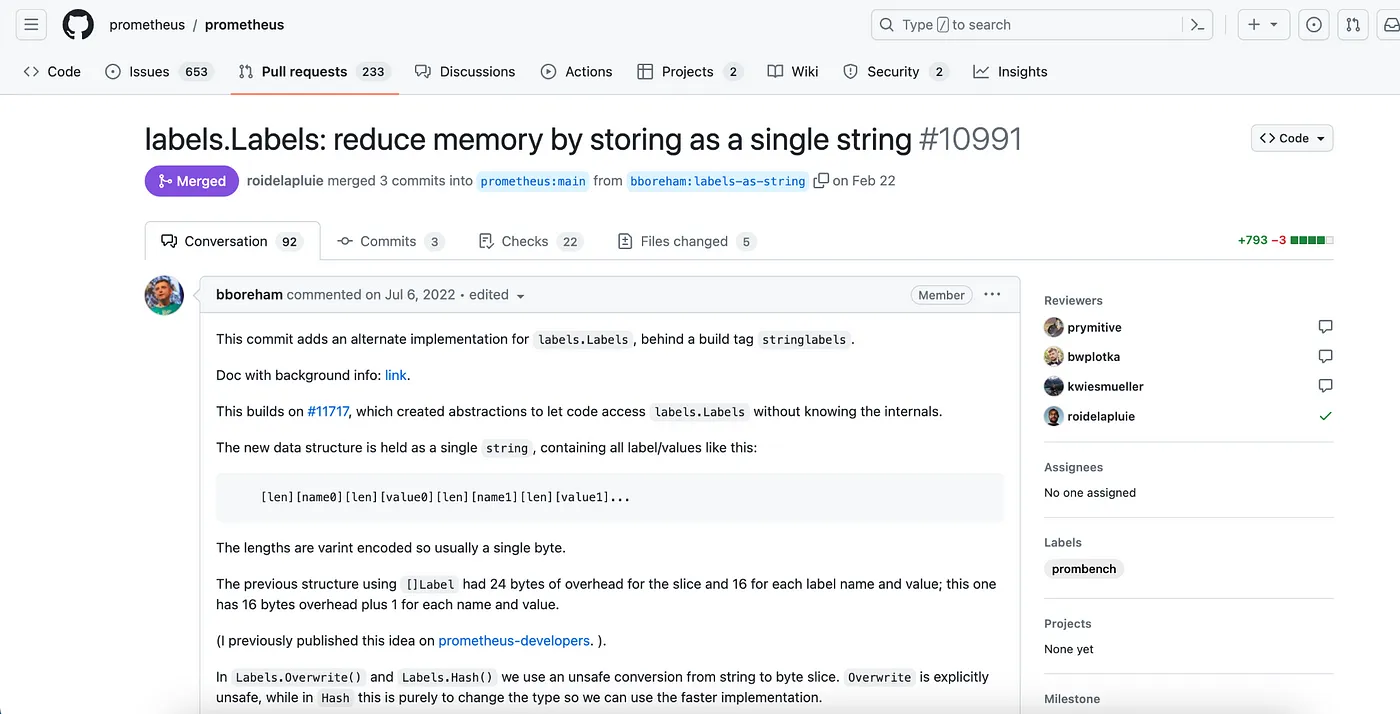 prometheus / prometheus
Type / to search
Code
Issues 653
Pull requests 233
Discussions
Actions
Projects 2
Wiki
Security 2
Insights
labels.Labels: reduce memory by storing as a single string #10991
Code
Merged roidelapluie merged 3 commits into prometheus:main from bboreham:labels-as-string on Feb 22
Conversation 92
Commits 3
Checks 22
Files changed 5
+793 −3
bboreham commented on Jul 6, 2022 • edited
Member
This commit adds an alternate implementation for labels.Labels, behind a build tag stringlabels.
Doc with background info: link.
This builds on #11717, which created abstractions to let code access labels.Labels without knowing the internals.
The new data structure is held as a single string, containing all label/values like this:
[len][name0][len][value0][len][name1][len][value1]...
The lengths are varint encoded so usually a single byte.
The previous structure using []Label had 24 bytes of overhead for the slice and 16 for each label name and value; this one
has 16 bytes overhead plus 1 for each name and value.
(I previously published this idea on prometheus-developers. ).
In Labels.Overwrite() and Labels.Hash() we use an unsafe conversion from string to byte slice. Overwrite is explicitly
unsafe, while in Hash this is purely to change the type so we can use the faster implementation.
Reviewers
prymitive
bwplotka
kwiesmueller
roidelapluie
Assignees
No one assigned
Labels
prombench
Projects
None yet
Milestone